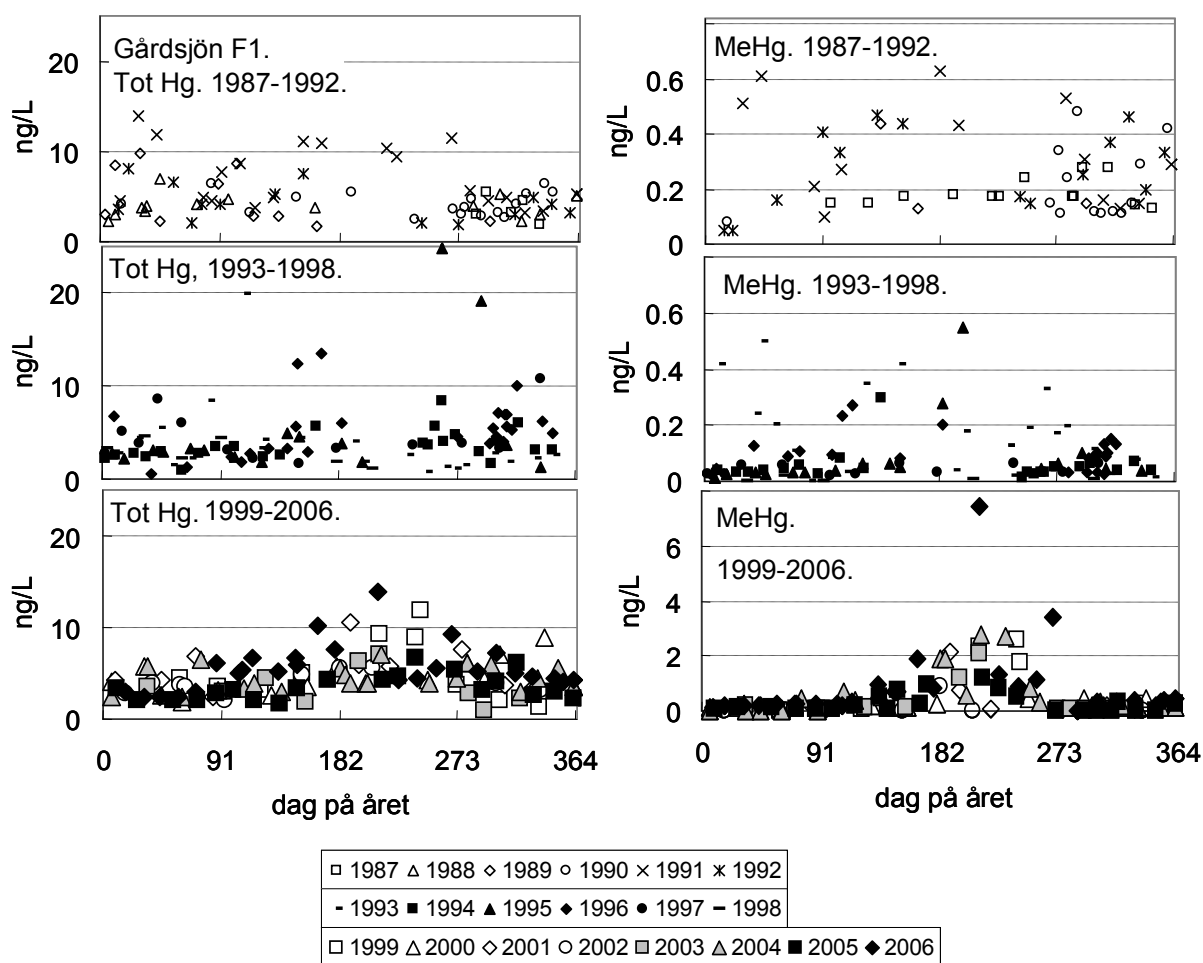 Gårdsjön F1.
Tot Hg. 1987-1992.
20
10
0
ng/L
MeHg. 1987-1992.
0.6
0.4
0.2
0
ng/L
Tot Hg, 1993-1998.
20
10
0
ng/L
MeHg. 1993-1998.
0.6
0.4
0.2
0
ng/L
Tot Hg. 1999-2006.
20
10
0
ng/L
0 91 182 273 364
dag på året
MeHg.
1999-2006.
6
4
2
0
ng/L
0 91 182 273 364
dag på året
1987 1988 1989 1990 1991 1992
1993 1994 1995 1996 1997 1998
1999 2000 2001 2002 2003 2004 2005 2006